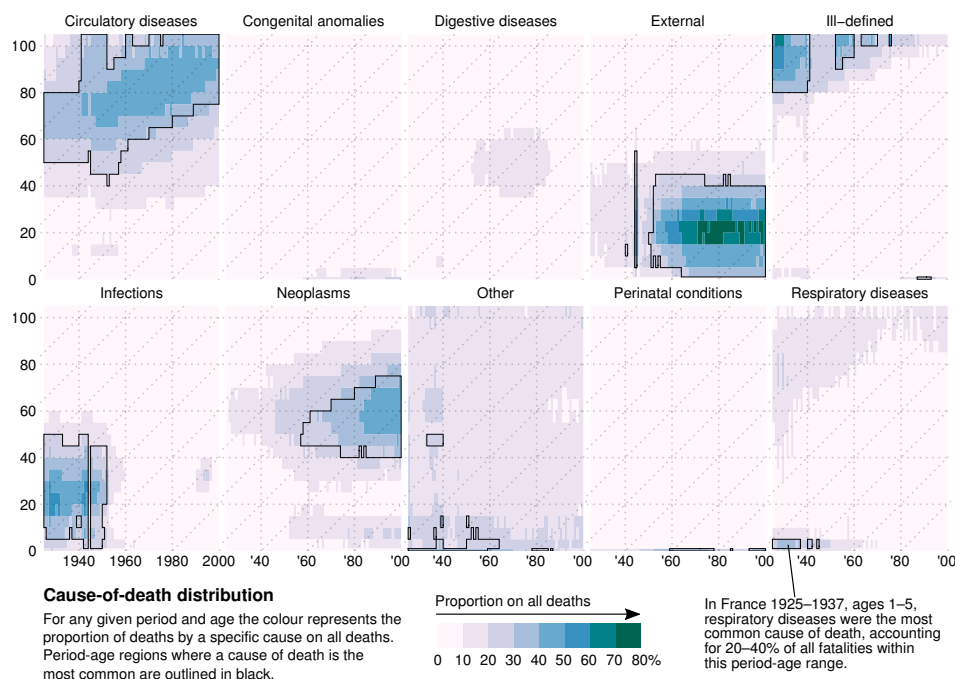 Circulatory diseases Congenital anomalies Digestive diseases External Ill–defined
100
80
60
40
20
0
Infections Neoplasms Other Perinatal conditions Respiratory diseases
100
80
60
40
20
0
1940 1960 1980 2000 '40 '60 '80 '00 '40 '60 '80 '00 '40 '60 '80 '00 '40 '60 '80 '00
Cause-of-death distribution
For any given period and age the colour represents the
proportion of deaths by a specific cause on all deaths.
Period-age regions where a cause of death is the
most common are outlined in black.
Proportion on all deaths
0 10 20 30 40 50 60 70 80%
In France 1925–1937, ages 1–5,
respiratory diseases were the most
common cause of death, accounting
for 20–40% of all fatalities within
this period-age range.